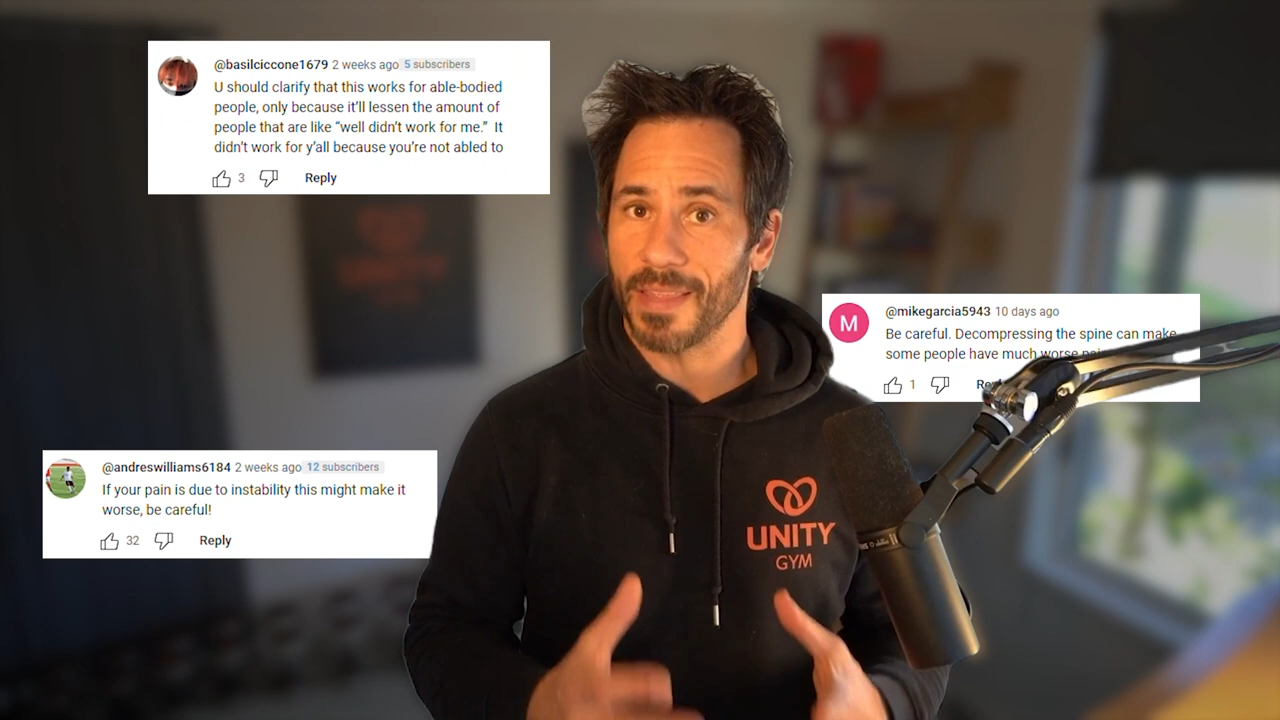 @basilciccone1679 2 weeks ago 5 subscribers
U should clarify that this works for able-bodied
people, only because it'll lessen the amount of
people that are like "well didn't work for me." It
didn't work for y'all because you're not abled to
3 Reply
UNITY
M
@mikegarcia5943 10 days ago
Be careful. Decompressing the spine can make
some people have much worse
1
@andreswilliams6184 2 weeks ago 12 subscribers
If your pain is due to instability this might make it
worse, be careful!
32 Reply
UNITY
GYM